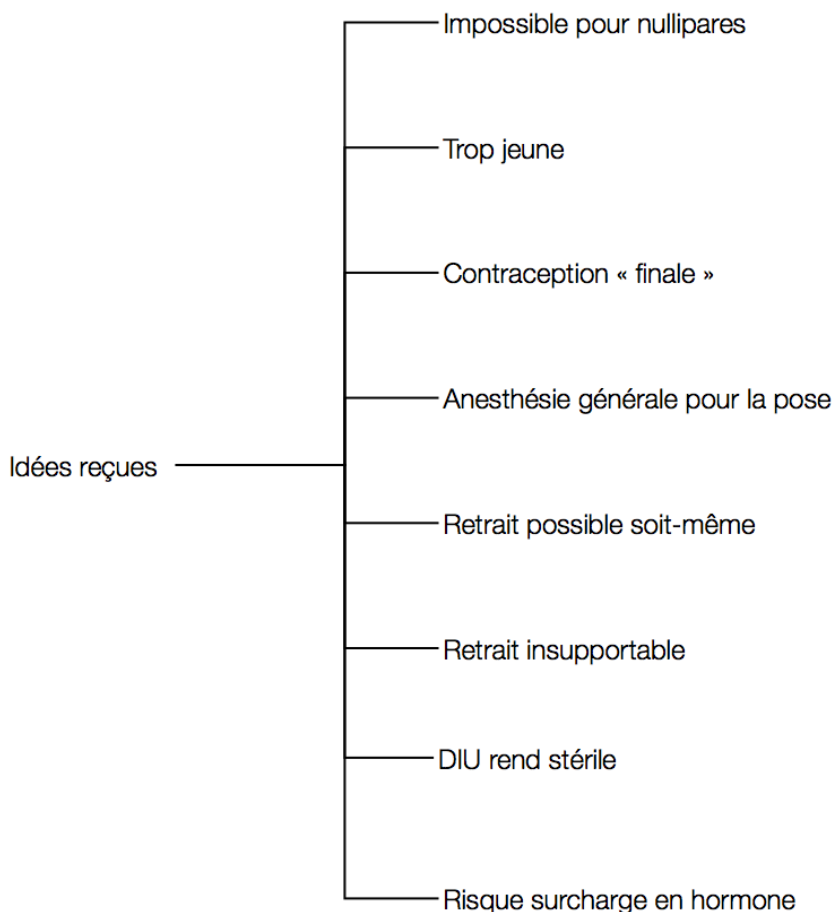 Impossible pour nullipares
Trop jeune
Contraception « finale »
Anesthésie générale pour la pose
Idées reçues
Retrait possible soit-même
Retrait insupportable
DIU rend stérile
Risque surcharge en hormone